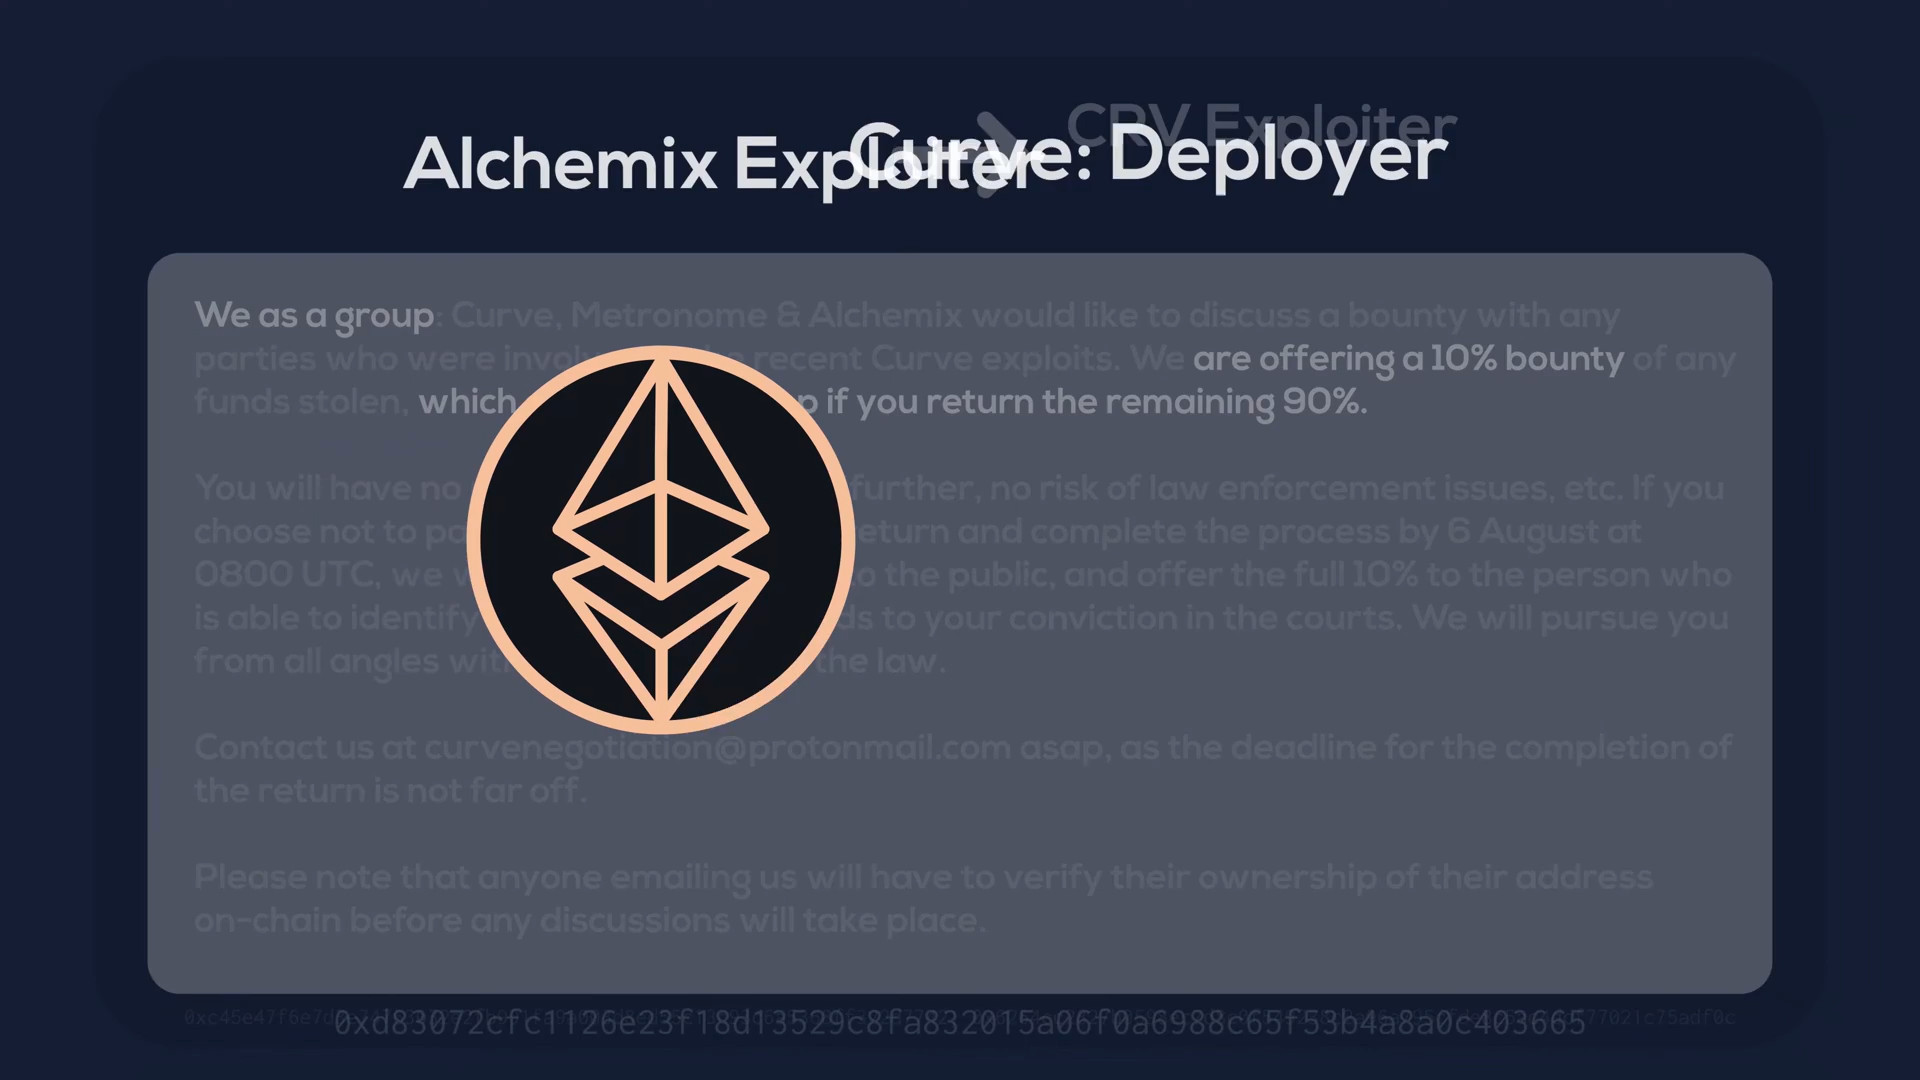 CRV Exploiter
Alchemix Exploiter
Curve: Deployer
We as a group: Curve, Metronome & Alchemix would like to discuss a bounty with any
parties who were recent Curve exploits. We are offering a 10% bounty of any
funds stolen, which if you return the remaining 90%.
You will have no further, no risk of law enforcement issues, etc. If you
choose not to return and complete the process by 6 August at
0800 UTC, we the public, and offer the full 10% to the person who
is able to identify to your conviction in the courts. We will pursue you
from all angles the law.
Contact us at curvenegotiation@protonmail.com asap, as the deadline for the completion of
the return is not far off.
Please note that anyone emailing us will have to verify their ownership of their address
on-chain before any discussions will take place.
0xd83072cfc1126e23f18d13529c8fa832015a06f0a6988c65f53b4a8a0c403665